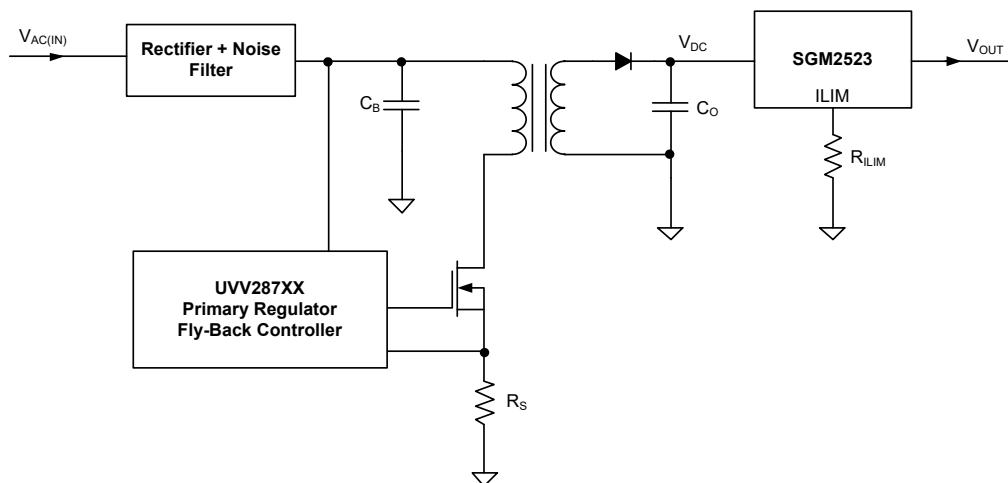 V_AC(IN)
Rectifier + Noise
Filter
C_B
V_DC
C_O
SGM2523
ILIM
V_OUT
R_ILIM
UVV287XX
Primary Regulator
Fly-Back Controller
R_S